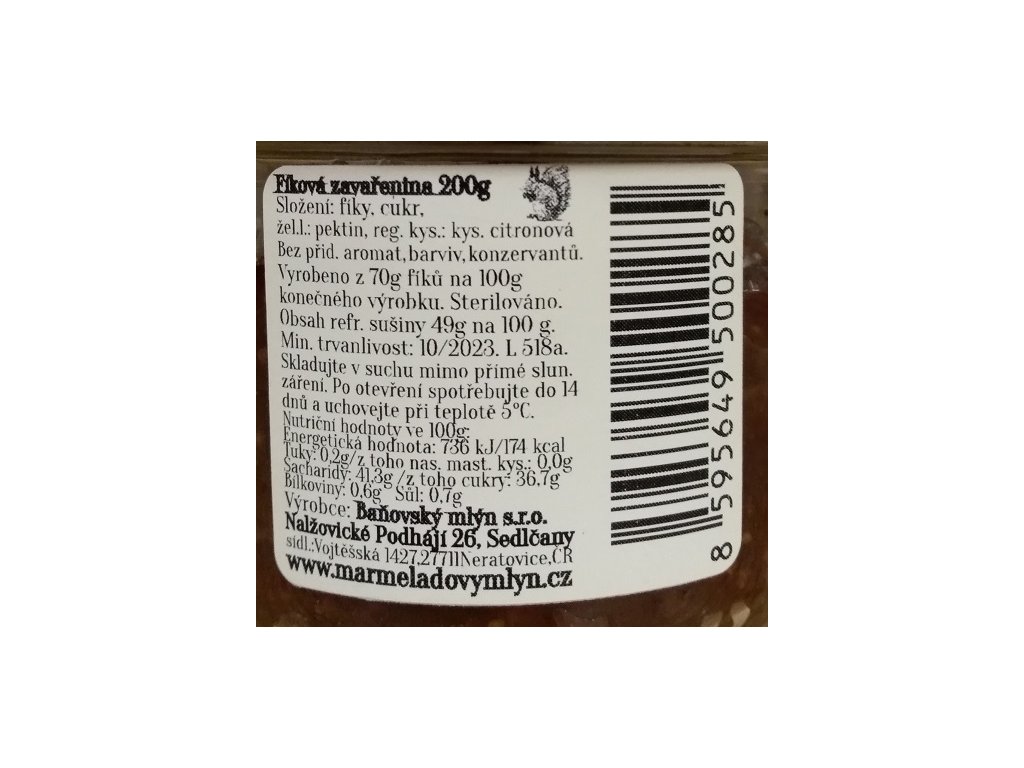 Fíková zavařenina 200g
Složení: fíky, cukr,
žel.l.: pektin, reg. kys.: kys. citronová
Bez přid. aromat, barviv, konzervantů.
Vyrobeno z 70g fíků na 100g
konečného výrobku. Sterilováno.
Obsah refr. sušiny 49g na 100 g.
Min. trvanlivost: 10/2023. L 518a.
Skladujte v suchu mimo přímé slun.
záření. Po otevření spotřebujte do 14
dnů a uchovejte při teplotě 5°C.
Nutriční hodnoty ve 100g:
Energetická hodnota: 736 kJ/174 kcal
Tuky: 0,2g/z toho nas. mast. kys.: 0,0g
Sacharidy: 41,3g /z toho cukry: 36,7g
Bílkoviny: 0,6g Sůl: 0,7g
Výrobce: Baňovský mlýn s.r.o.
Nalžovické Podhájí 26, Sedlčany
sídl.:Vojtěšská 1427,27711Neratovice,ČR
www.marmeladovymlyn.cz
8 595649 500285